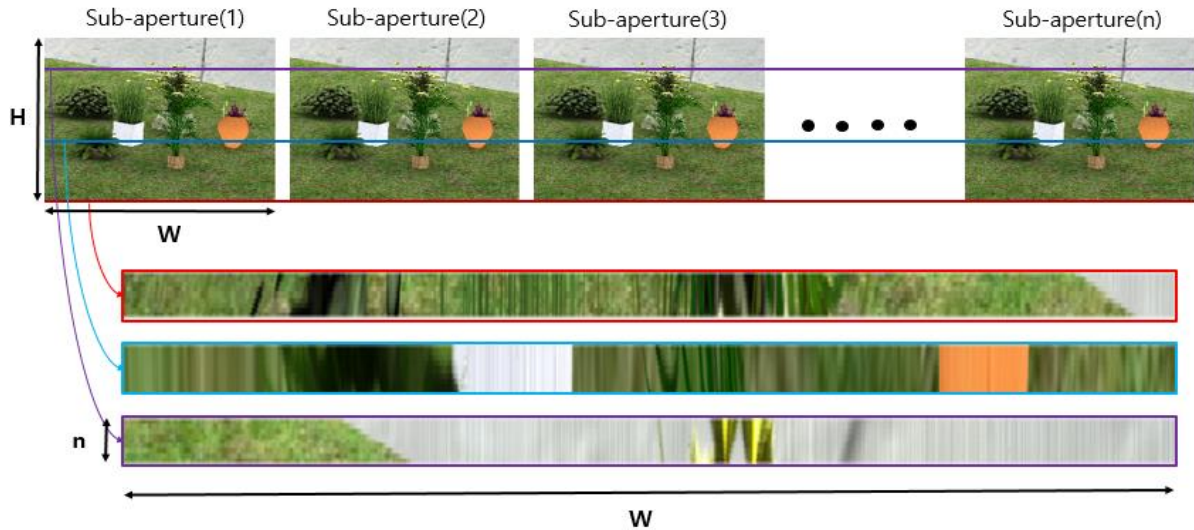 Sub-aperture(1)
Sub-aperture(2)
Sub-aperture(3)
Sub-aperture(n)
H
W
n
W